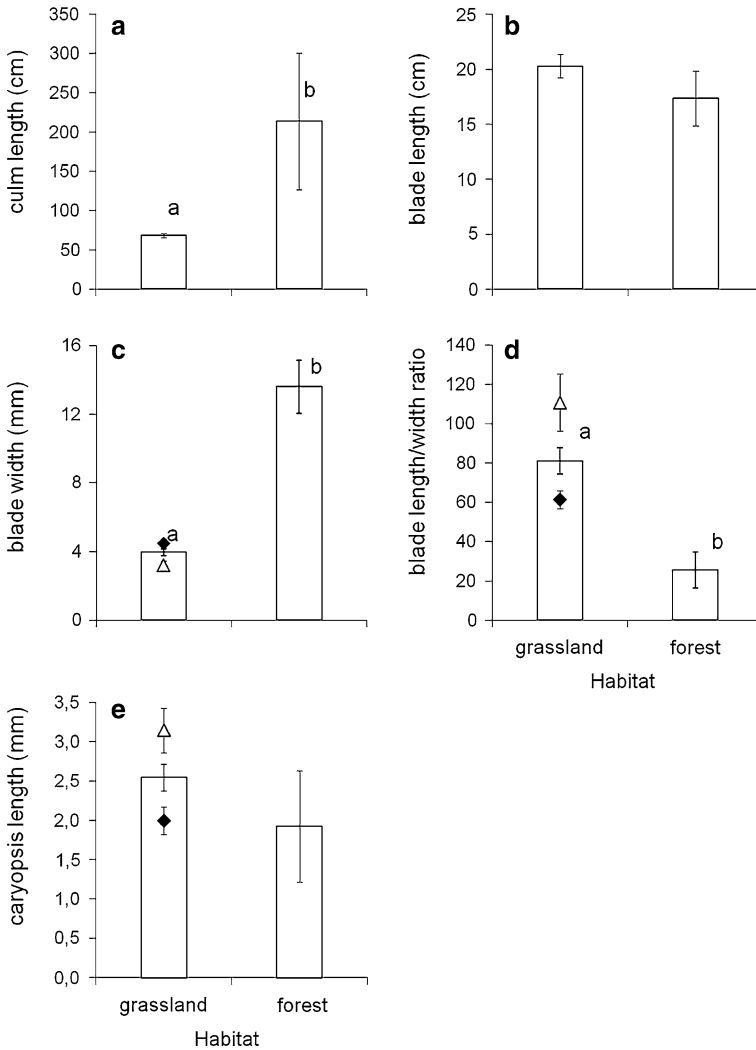 a
culm length (cm)
350
300
250
200
150
100
50
0
a
b
b
blade length (cm)
25
20
15
10
5
0
c
blade width (mm)
16
12
8
4
0
a
b
d
blade length/width ratio
140
120
100
80
60
40
20
0
a
b
grassland
forest
Habitat
e
caryopsis length (mm)
3,5
3,0
2,5
2,0
1,5
1,0
0,5
0,0
grassland
forest
Habitat